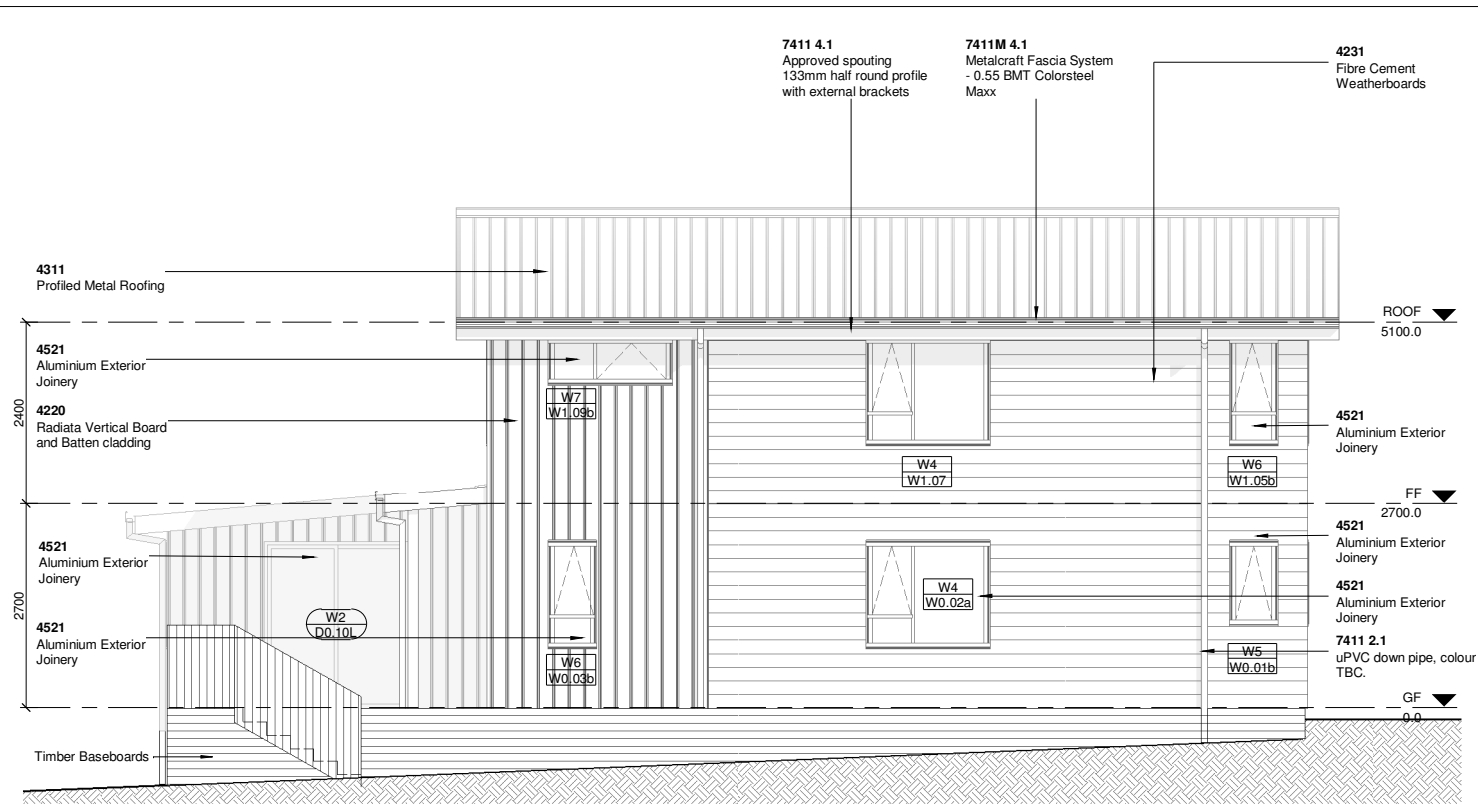 7411 4.1
Approved spouting
133mm half round profile
with external brackets
7411M 4.1
Metalcraft Fascia System
- 0.55 BMT Colorsteel
Maxx
4231
Fibre Cement
Weatherboards
4311
Profiled Metal Roofing
ROOF
5100.0
4521
Aluminium Exterior
Joinery
4220
Radiata Vertical Board
and Batten cladding
2400
W7
W1.09b
W4
W1.07
W6
W1.05b
4521
Aluminium Exterior
Joinery
FF
2700.0
4521
Aluminium Exterior
Joinery
4521
Aluminium Exterior
Joinery
2700
W2
D0.10L
W4
W0.02a
4521
Aluminium Exterior
Joinery
4521
Aluminium Exterior
Joinery
W6
W0.03b
W5
W0.01b
7411 2.1
uPVC down pipe, colour
TBC.
GF
0.0
Timber Baseboards